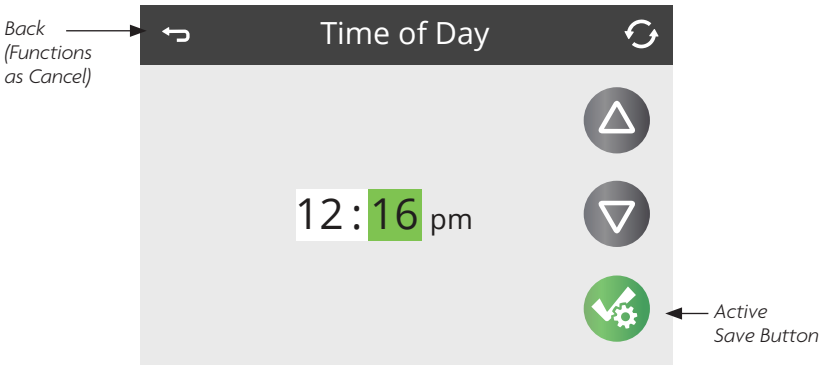 Back
(Functions
as Cancel)
Time of Day
12:16 pm
Active
Save Button